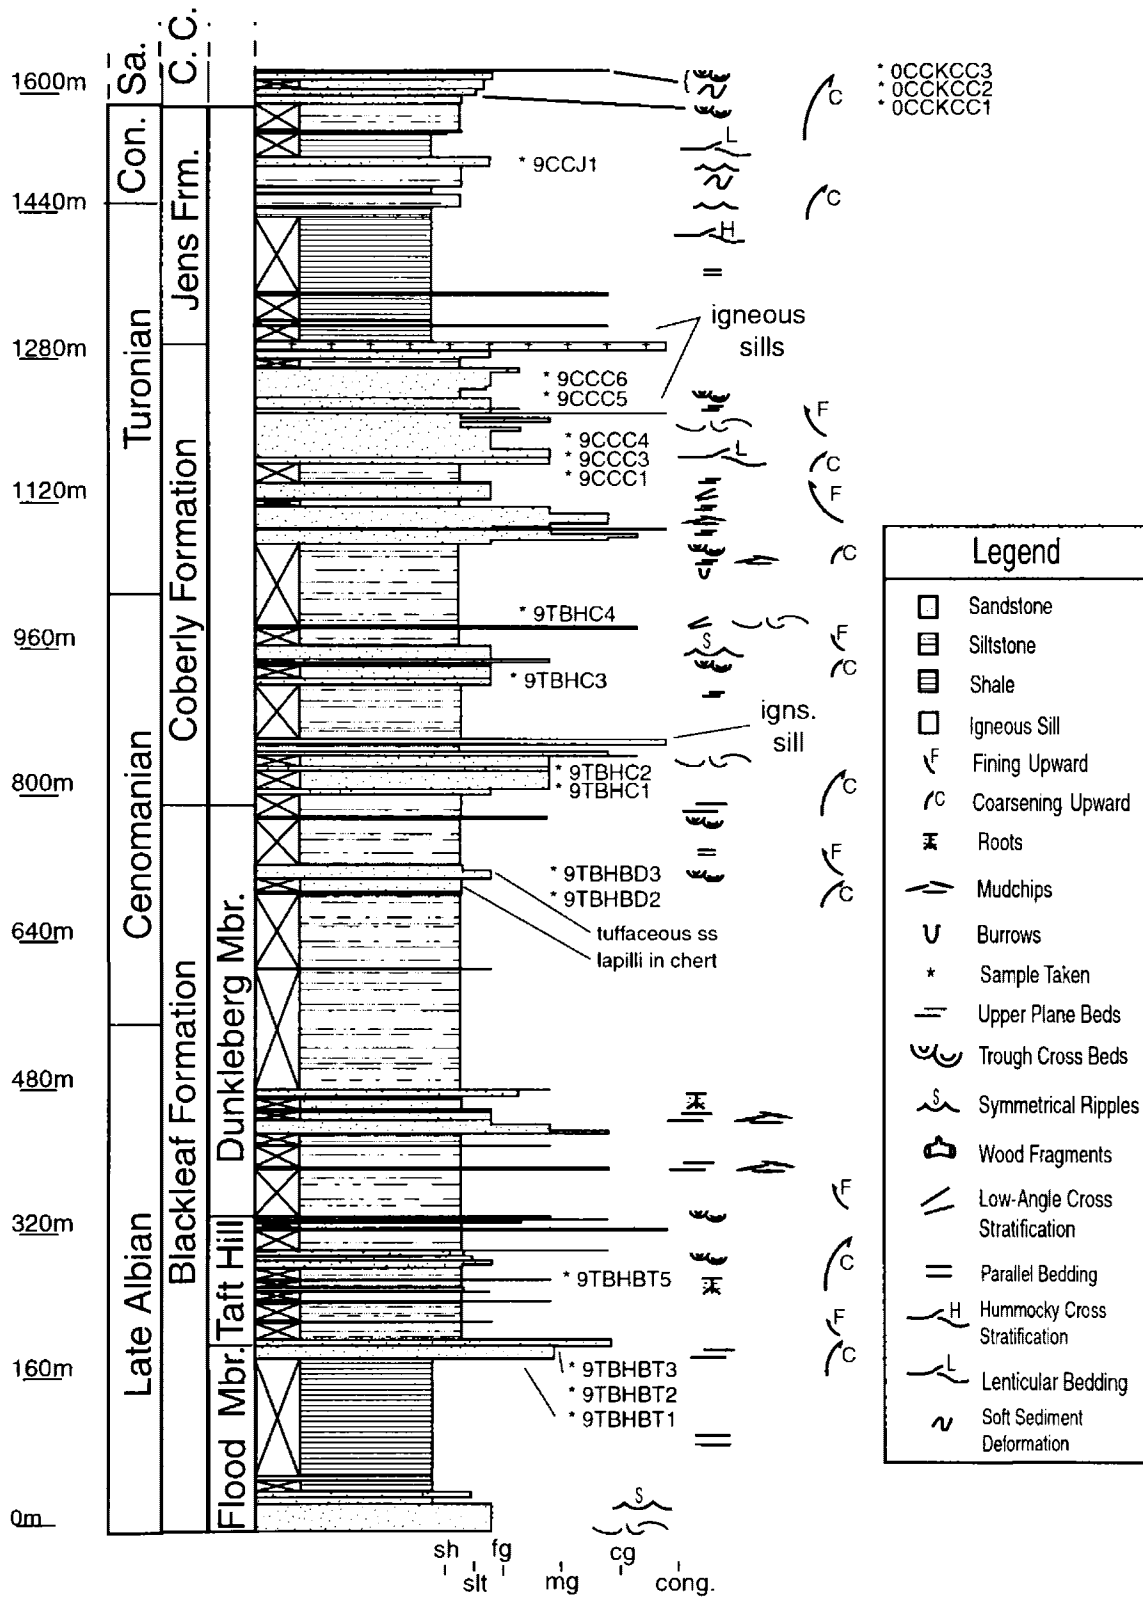 Sa.
C. C.
1600m
* 0CCKCC3
* 0CCKCC2
* 0CCKCC1
C
Con.
Jens Frm.
L
* 9CCJ1
1440m
C
H
Turonian
igneous
sills
1280m
* 9CCC6
* 9CCC5
F
* 9CCC4
* 9CCC3
* 9CCC1
L
C
1120m
F
Coberly Formation
C
* 9TBHC4
960m
S
F
C
* 9TBHC3
igns.
sill
Cenomanian
800m
* 9TBHC2
* 9TBHC1
C
F
* 9TBHBD3
* 9TBHBD2
C
tuffaceous ss
lapilli in chert
640m
Dunkleberg Mbr.
Blackleaf Formation
480m
F
320m
Taft Hill
C
* 9TBHBT5
F
Late Albian
160m
C
* 9TBHBT3
* 9TBHBT2
* 9TBHBT1
Flood Mbr.
S
0m
sh
fg
cg
slt
mg
cong.
Legend
Sandstone
Siltstone
Shale
Igneous Sill
F Fining Upward
C Coarsening Upward
Roots
Mudchips
Burrows
* Sample Taken
Upper Plane Beds
Trough Cross Beds
S Symmetrical Ripples
Wood Fragments
Low-Angle Cross
Stratification
Parallel Bedding
H Hummocky Cross
Stratification
L Lenticular Bedding
Soft Sediment
Deformation